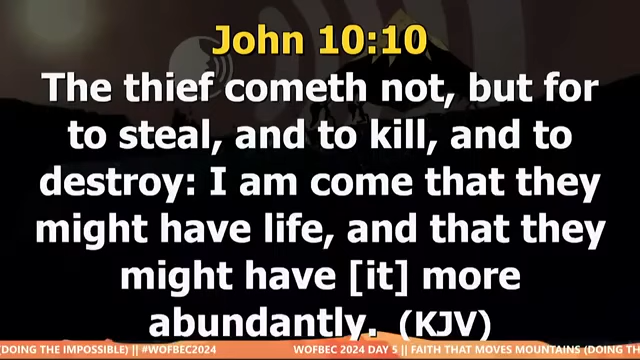 John 10:10
The thief cometh not, but for
to steal, and to kill, and to
destroy: I am come that they
might have life, and that they
might have [it] more
abundantly. (KJV)
(DOING THE IMPOSSIBLE) || #WOFBEC2024 WOFBEC 2024 DAY 5 || FAITH THAT MOVES MOUNTAINS (DOING TH